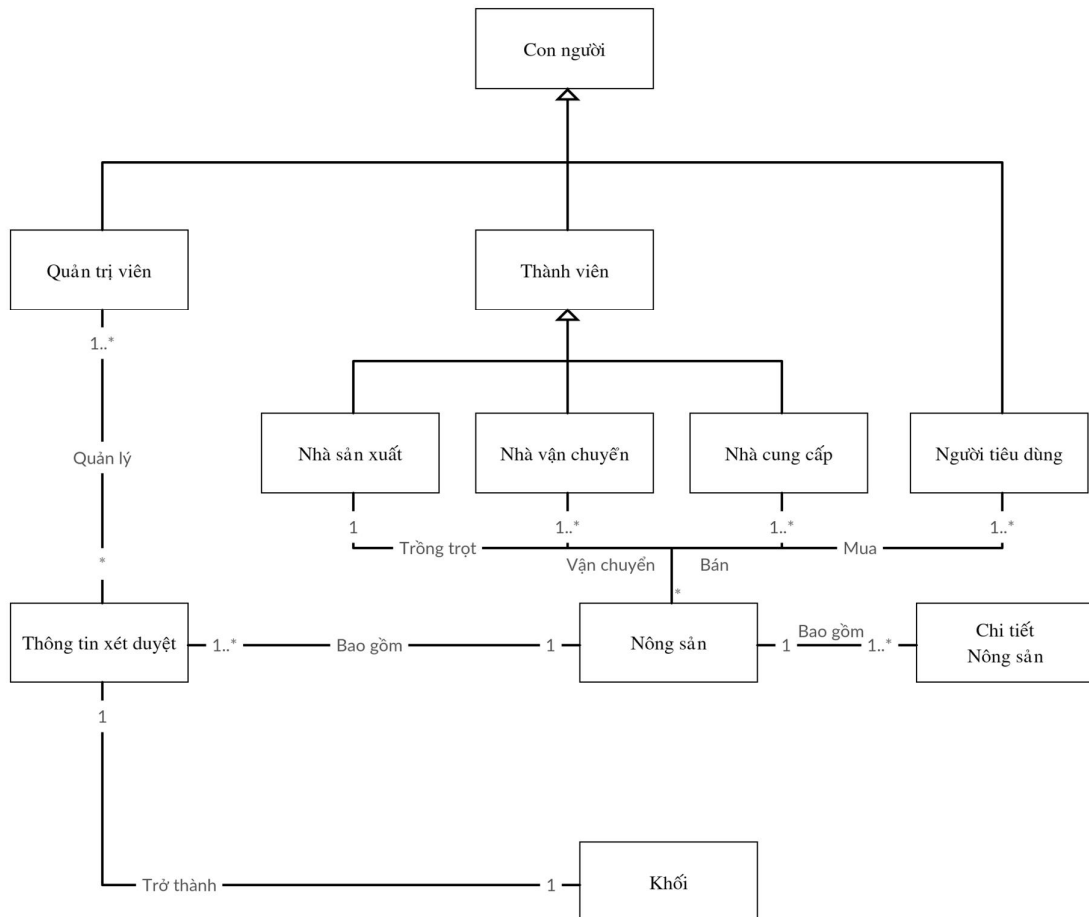 Con người
Quản trị viên
Thành viên
1..*
Quản lý
Nhà sản xuất
Nhà vận chuyển
Nhà cung cấp
Người tiêu dùng
1
1..*
1..*
1..*
Trồng trọt
Mua
Vận chuyển
Bán
*
*
Thông tin xét duyệt
1..*
Bao gồm
1
Nông sản
1
Bao gồm
1..*
Chi tiết
Nông sản
1
Trở thành
1
Khối